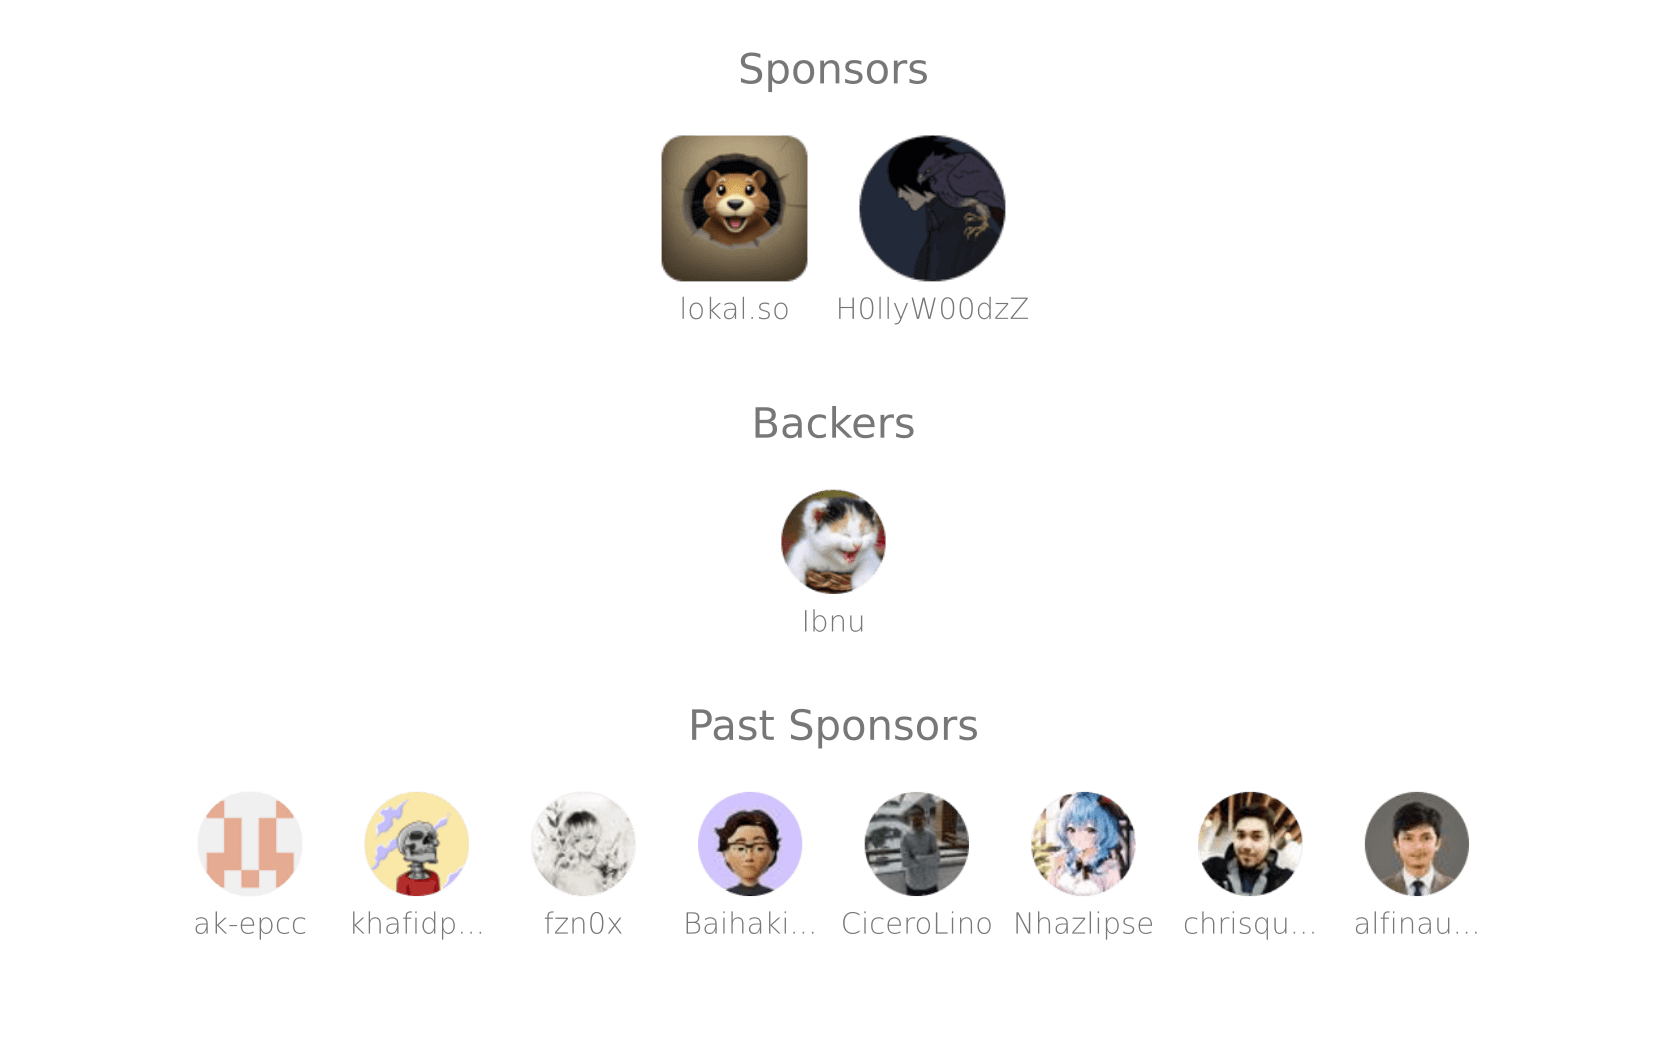 Sponsors
lokal.so H0llyW00dzZ
Backers
Ibnu
Past Sponsors
ak-epcc khafidp... fzn0x Baihaki... CiceroLino Nhazlipse chrisqu... alfinau...